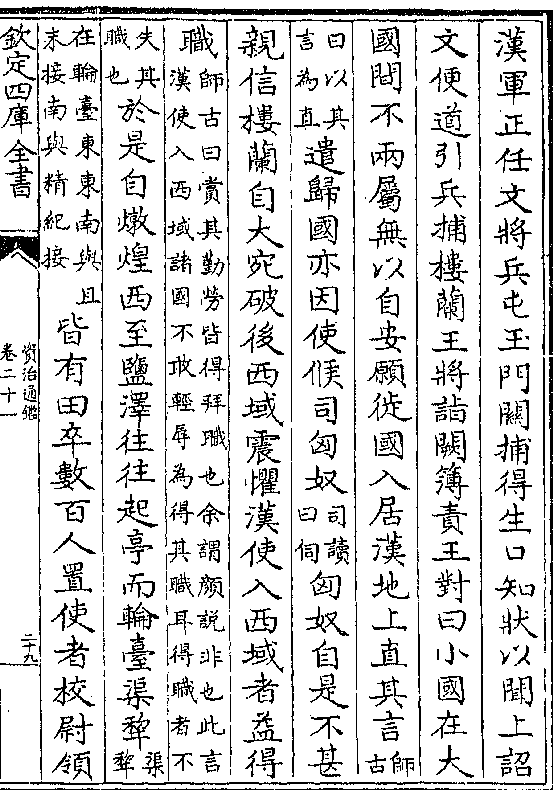 漢軍正任文將兵屯玉門關捕得生口知狀以聞上詔
文便道引兵捕樓蘭王將詣闕簿責王對曰小國在大
國間不兩屬無以自安願徙國入居漢地上直其言師古
曰以其言為直遣歸國亦因使候司匈奴司讀曰伺匈奴自是不甚
親信樓蘭自大宛破後西域震懼漢使入西域者益得
職師古曰賞其勤勞皆得拜職也余謂顔說非也此言漢使入西域諸國不敢輕辱為得其職耳得職者不
失其職也於是自燉煌西至鹽澤往往起亭而輪臺渠犂渠犂
在輪臺東東南與且末接南與精絕接皆有田卒數百人置使者校尉領
欽定四庫全書
資治通鑑
卷二十一
二十九